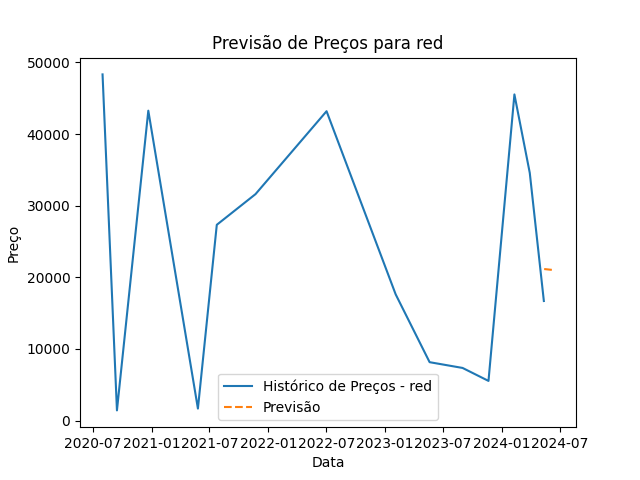 Previsão de Preços para red
Preço
50000
40000
30000
20000
10000
0
Histórico de Preços - red
Previsão
2020-07 2021-01 2021-07 2022-01 2022-07 2023-01 2023-07 2024-01 2024-07
Data